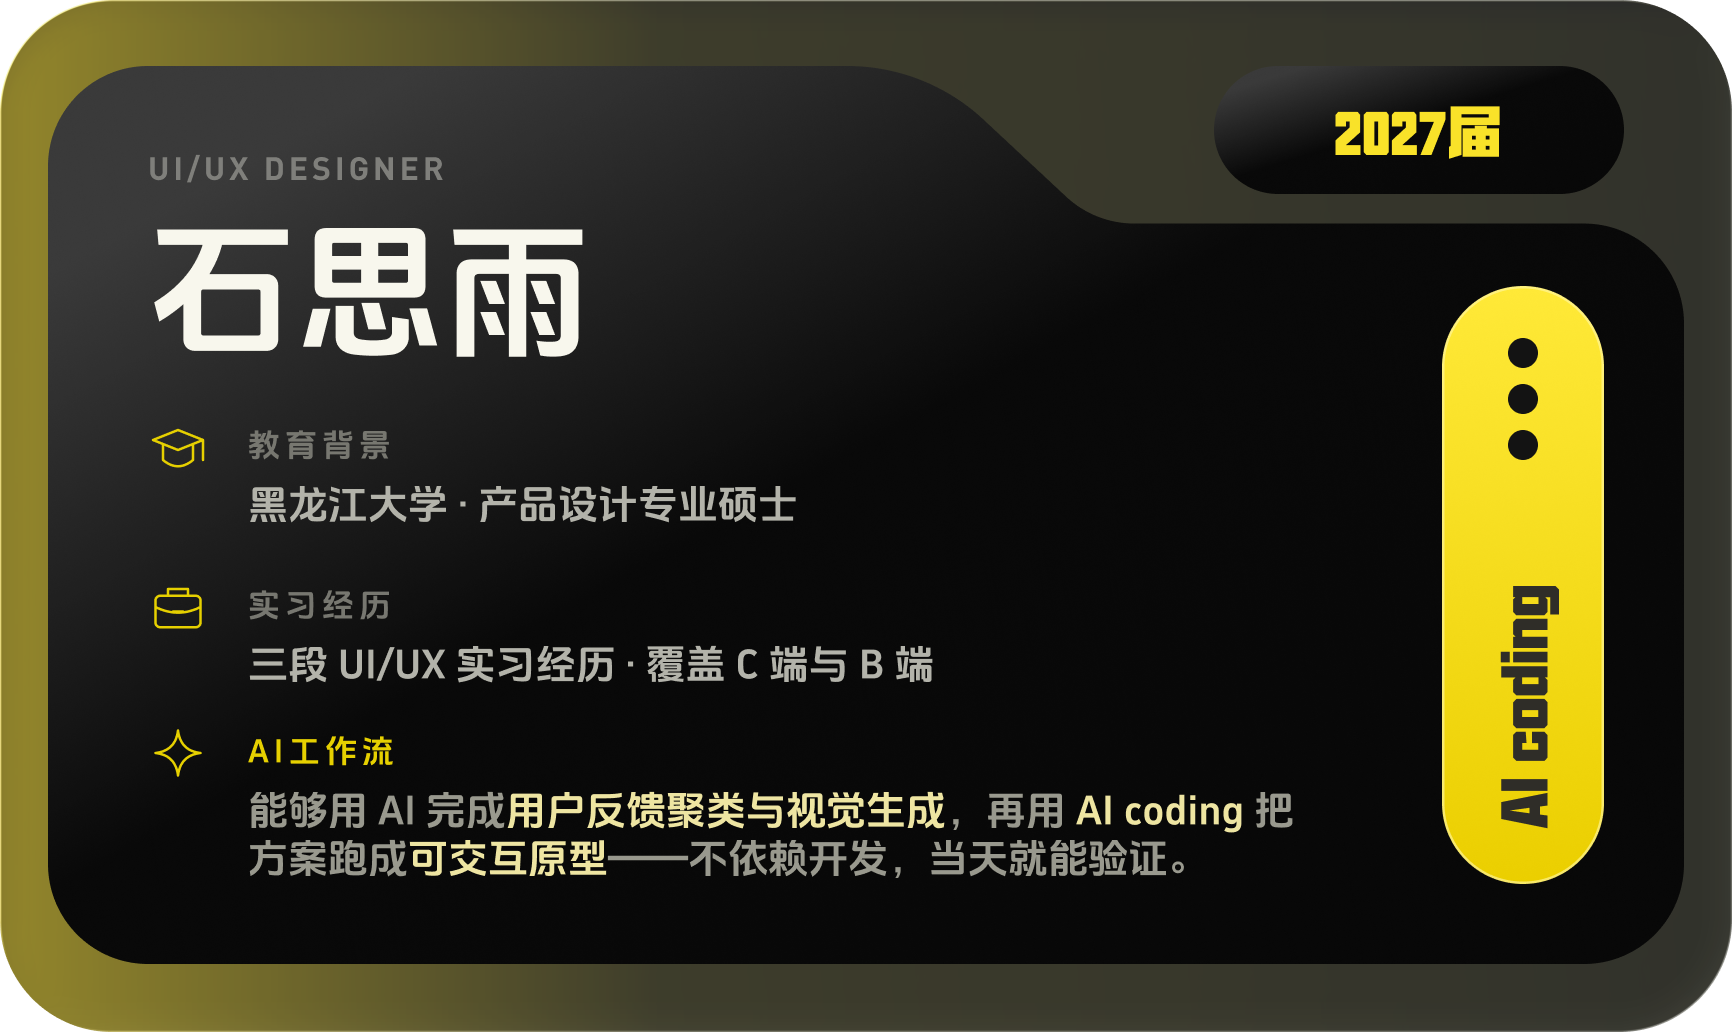 2027届
UI/UX DESIGNER
石思雨
教育背景
黑龙江大学 · 产品设计专业硕士
实习经历
三段 UI/UX 实习经历 · 覆盖 C 端与 B 端
AI工作流
能够用 AI 完成用户反馈聚类与视觉生成，再用 AI coding 把
方案跑成可交互原型——不依赖开发，当天就能验证。
AI coding